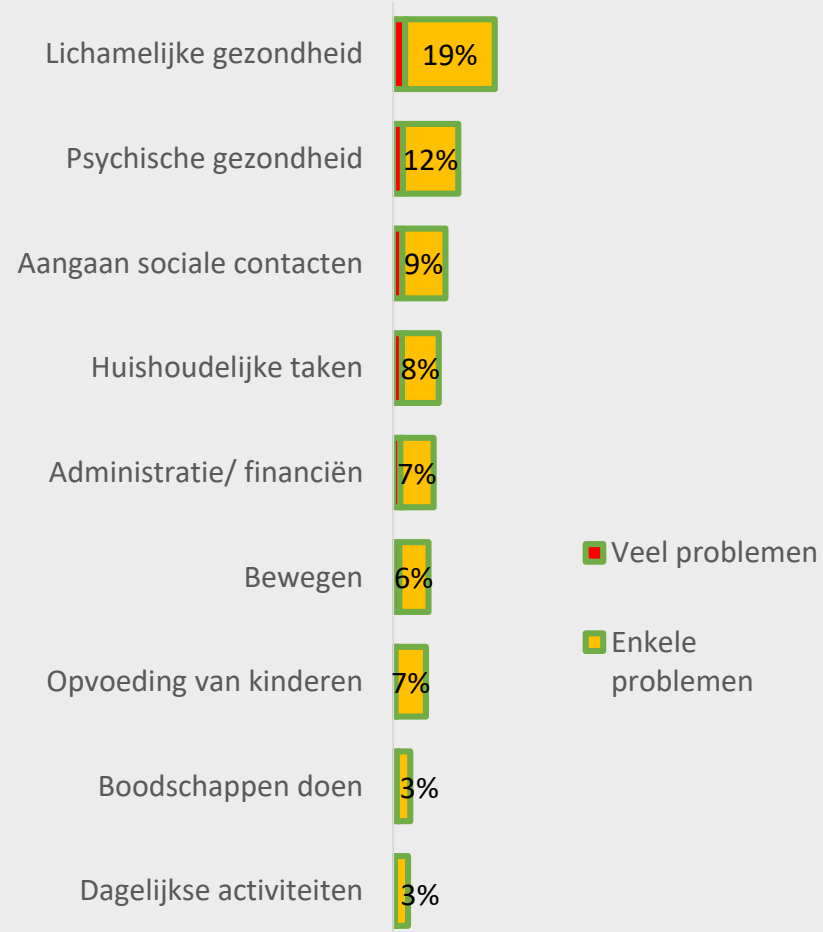 Lichamelijke gezondheid 19%
Psychische gezondheid 12%
Aangaan sociale contacten 9%
Huishoudelijke taken 8%
Administratie/ financiën 7%
Bewegen 6%
Opvoeding van kinderen 7%
Boodschappen doen 3%
Dagelijkse activiteiten 3%
Veel problemen
Enkele
problemen